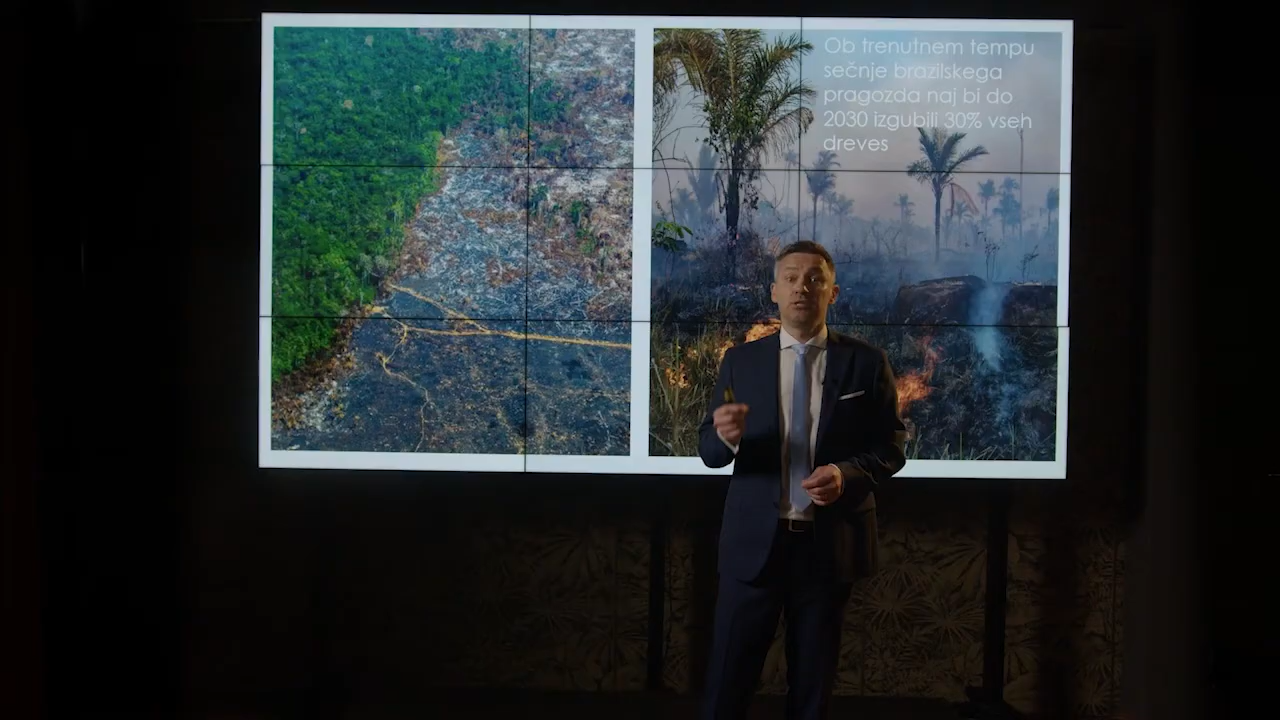 Ob trenutnem tempu
sečnje brazilskega
pragozda naj bi do
2030 izgubili 30% vseh
dreves